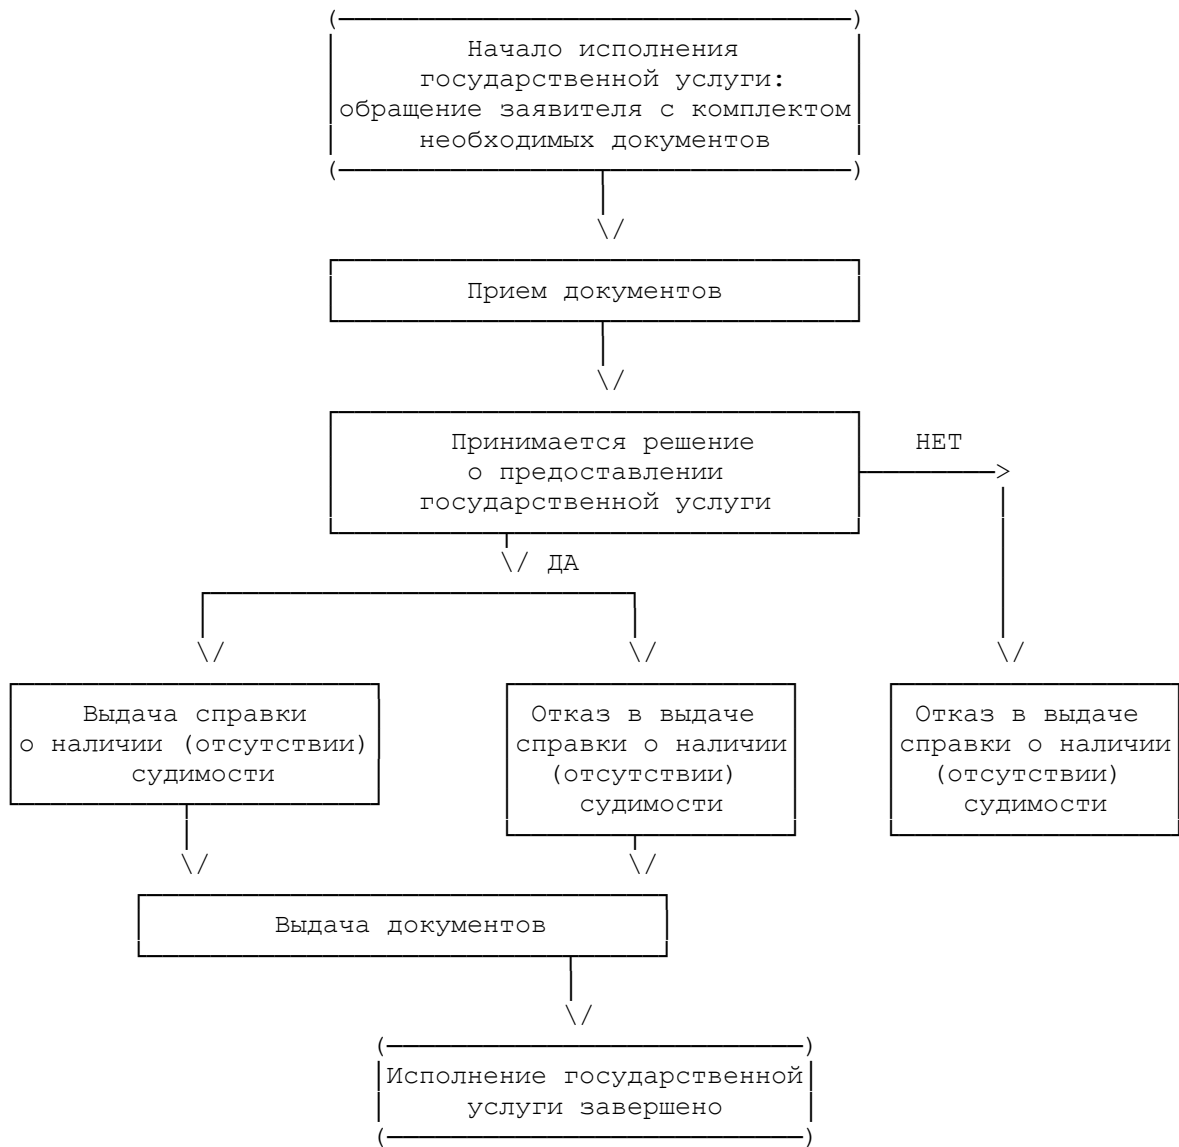 Начало исполнения
государственной услуги:
обращение заявителя с комплектом
необходимых документов
Прием документов
Принимается решение
о предоставлении
государственной услуги
НЕТ
ДА
Выдача справки
о наличии (отсутствии)
судимости
Отказ в выдаче
справки о наличии
(отсутствии)
судимости
Отказ в выдаче
справки о наличии
(отсутствии)
судимости
Выдача документов
Исполнение государственной
услуги завершено